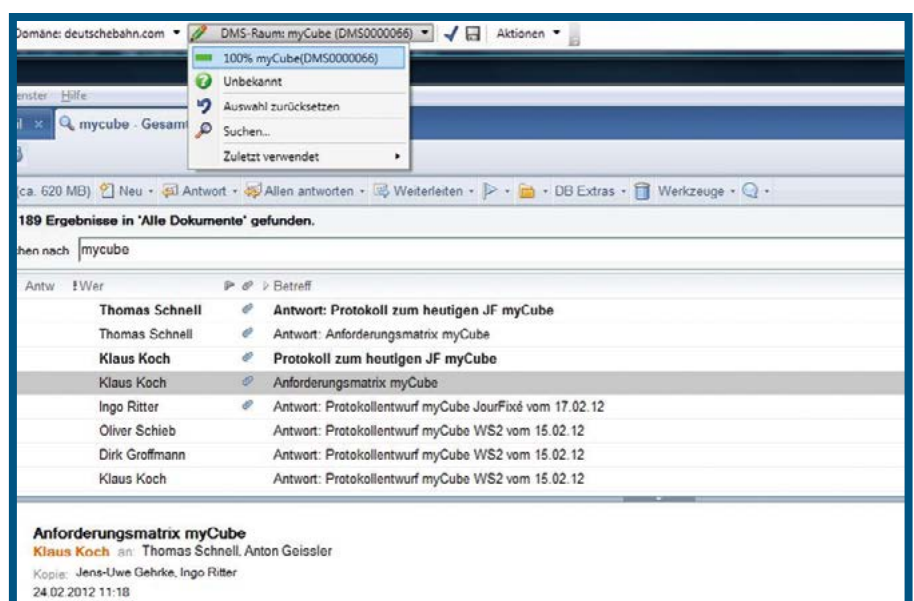 Domäne: deutschebahn.com DMS-Raum: myCube (DMS0000066) Aktionen
100% myCube(DMS0000066)
Unbekannt
Auswahl zurücksetzen
Suchen...
Zuletzt verwendet
enster Hilfe
mycube - Gesamt
(ca. 620 MB) Neu Antwort Allen antworten Weiterleiten DB Extras Werkzeuge
189 Ergebnisse in 'Alle Dokumente' gefunden.
hen nach mycube
Antw !Wer Betreff
Thomas Schnell Antwort: Protokoll zum heutigen JF myCube
Thomas Schnell Antwort: Anforderungsmatrix myCube
Klaus Koch Protokoll zum heutigen JF myCube
Klaus Koch Anforderungsmatrix myCube
Ingo Ritter Antwort: Protokollentwurf myCube JourFixé vom 17.02.12
Oliver Schieb Antwort: Protokollentwurf myCube WS2 vom 15.02.12
Dirk Groffmann Antwort: Protokollentwurf myCube WS2 vom 15.02.12
Klaus Koch Antwort: Protokollentwurf myCube WS2 vom 15.02.12
Anforderungsmatrix myCube
Klaus Koch an: Thomas Schnell, Anton Geissler
Kopie: Jens-Uwe Gehrke, Ingo Ritter
24.02.2012 11:18